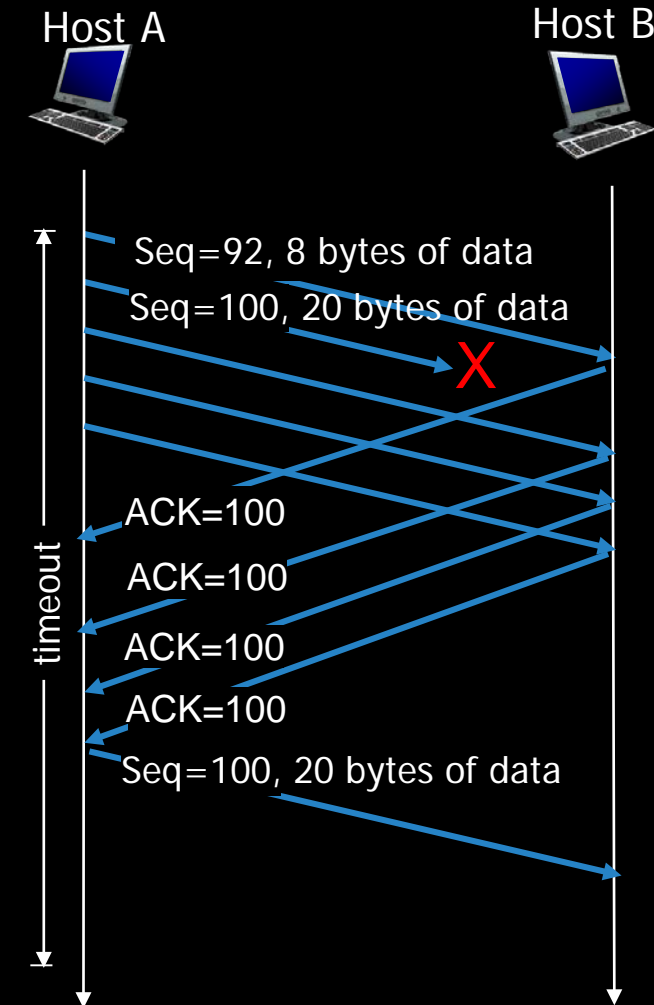 Host A
Host B
Seq=92, 8 bytes of data
Seq=100, 20 bytes of data
X
ACK=100
timeout
ACK=100
ACK=100
ACK=100
Seq=100, 20 bytes of data